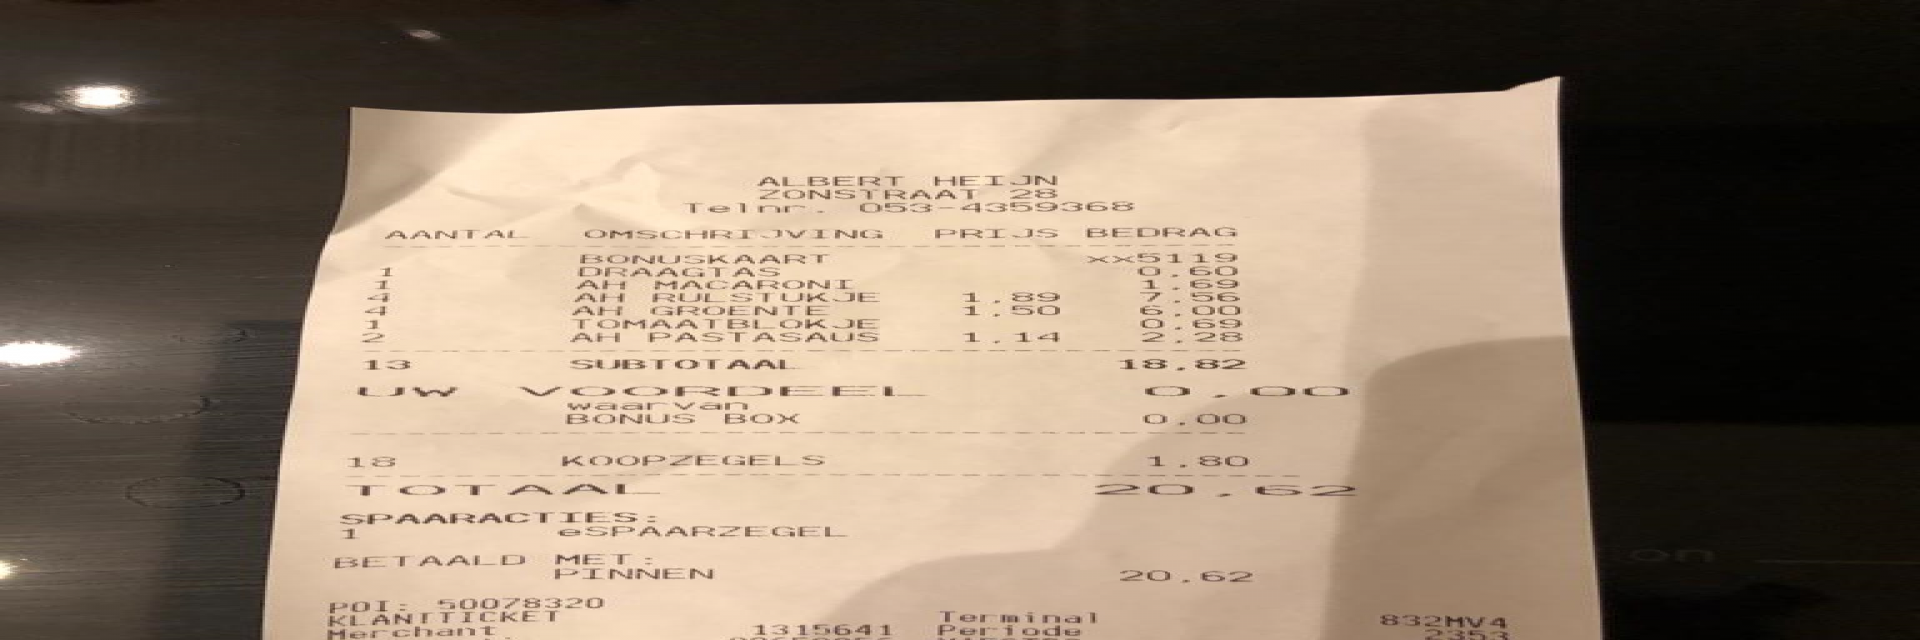 ALBERT HEIJN
ZONSTRAAT 28
Telnr. 053-4359368
AANTAL OMSCHRIJVING PRIJS BEDRAG
BONUSKAART xx5119
1 DRAAGTAS 0,60
1 AH MACARONI 1,69
4 AH RULSTUKJE 1,89 7,56
4 AH GROENTE 1,50 6,00
1 TOMAATBLOKJE 0,69
2 AH PASTASAUS 1,14 2,28
13 SUBTOTAAL 18,82
UW VOORDEEL 0,00
waarvan
BONUS BOX 0,00
18 KOOPZEGELS 1,80
TOTAAL 20,62
SPAARACTIES:
1 eSPAARZEGEL
BETAALD MET:
PINNEN 20,62
POI: 50078320
KLANTTICKET Terminal 832MV4
Merchant 1315641 Periode 2353